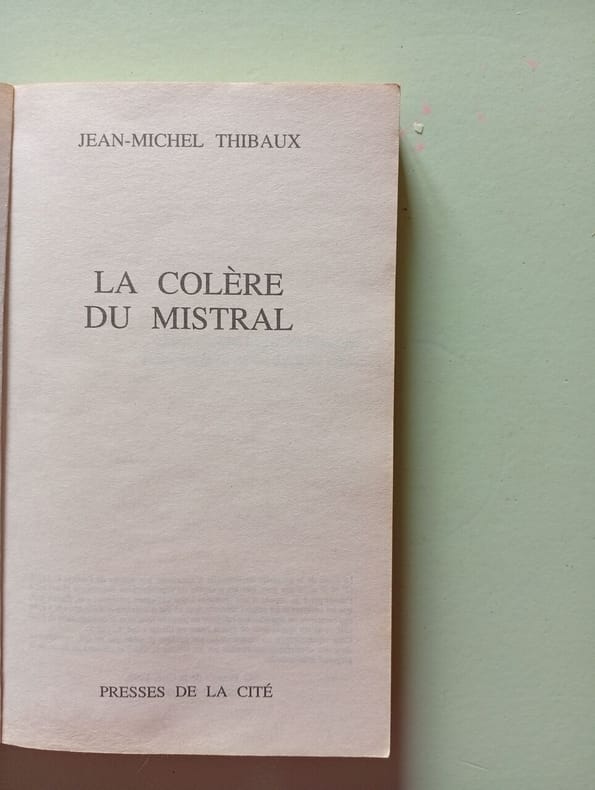 JEAN-MICHEL THIBAUX
LA COLÈRE
DU MISTRAL
PRESSES DE LA CITÉ